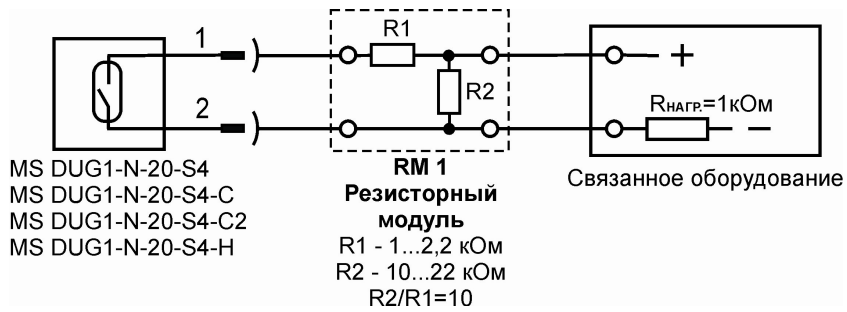 1
2
R1
R2
+
Rнагр.=1кОм
MS DUG1-N-20-S4
MS DUG1-N-20-S4-C
MS DUG1-N-20-S4-C2
MS DUG1-N-20-S4-H
RM 1
Резисторный
модуль
R1 - 1...2,2 кОм
R2 - 10...22 кОм
R2/R1=10
Связанное оборудование